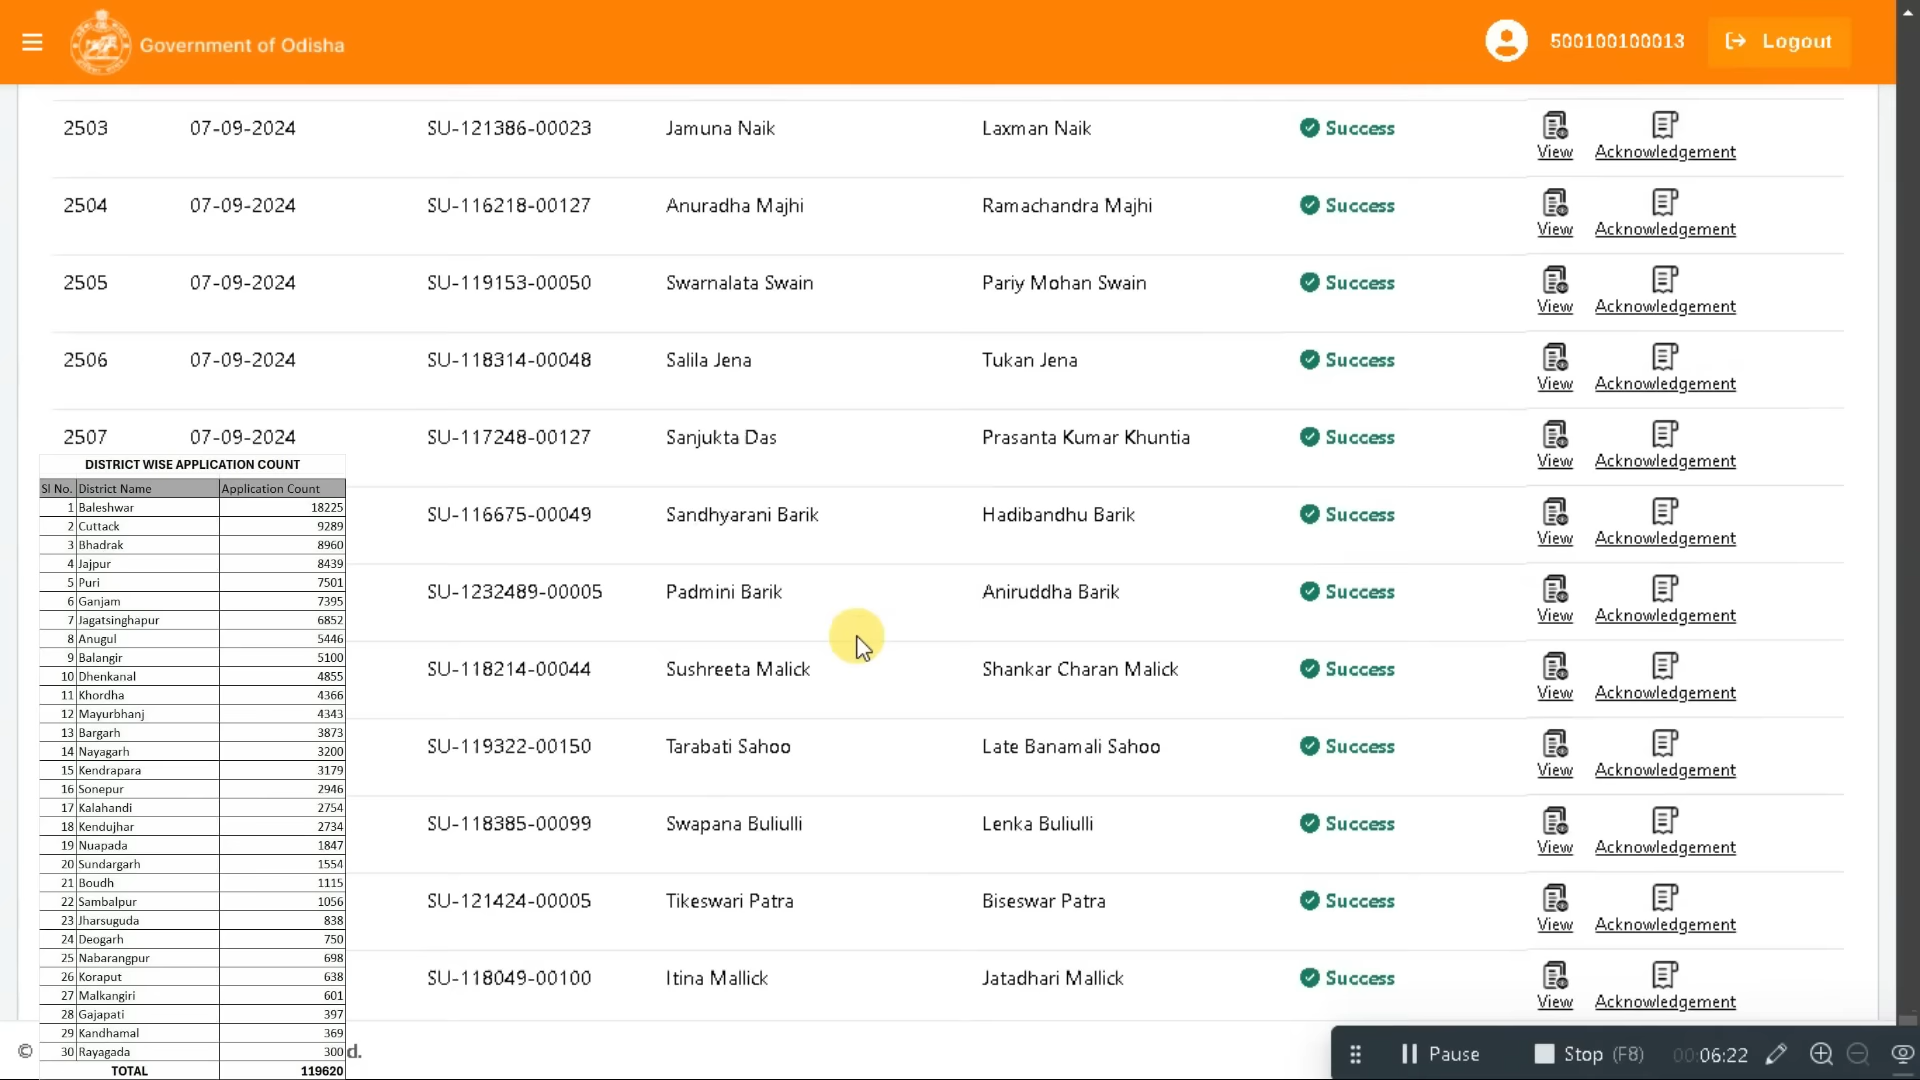 Government of Odisha
500100100013
Logout
2503 07-09-2024 SU-121386-00023 Jamuna Naik Laxman Naik Success View Acknowledgement
2504 07-09-2024 SU-116218-00127 Anuradha Majhi Ramachandra Majhi Success View Acknowledgement
2505 07-09-2024 SU-119153-00050 Swarnalata Swain Pariy Mohan Swain Success View Acknowledgement
2506 07-09-2024 SU-118314-00048 Salila Jena Tukan Jena Success View Acknowledgement
2507 07-09-2024 SU-117248-00127 Sanjukta Das Prasanta Kumar Khuntia Success View Acknowledgement
SU-116675-00049 Sandhyarani Barik Hadibandhu Barik Success View Acknowledgement
SU-1232489-00005 Padmini Barik Aniruddha Barik Success View Acknowledgement
SU-118214-00044 Sushreeta Malick Shankar Charan Malick Success View Acknowledgement
SU-119322-00150 Tarabati Sahoo Late Banamali Sahoo Success View Acknowledgement
SU-118385-00099 Swapana Buliulli Lenka Buliulli Success View Acknowledgement
SU-121424-00005 Tikeswari Patra Biseswar Patra Success View Acknowledgement
SU-118049-00100 Itina Mallick Jatadhari Mallick Success View Acknowledgement
DISTRICT WISE APPLICATION COUNT
Sl No. District Name Application Count
1 Baleshwar 18225
2 Cuttack 9289
3 Bhadrak 8960
4 Jajpur 8439
5 Puri 7501
6 Ganjam 7395
7 Jagatsinghapur 6852
8 Anugul 5446
9 Balangir 5100
10 Dhenkanal 4855
11 Khordha 4366
12 Mayurbhanj 4343
13 Bargarh 3873
14 Nayagarh 3200
15 Kendrapara 3179
16 Sonepur 2946
17 Kalahandi 2754
18 Kendujhar 2734
19 Nuapada 1847
20 Sundargarh 1554
21 Boudh 1115
22 Sambalpur 1056
23 Jharsuguda 838
24 Deogarh 750
25 Nabarangpur 698
26 Koraput 638
27 Malkangiri 601
28 Gajapati 397
29 Kandhamal 369
30 Rayagada 300
TOTAL 119620
© d.
Pause Stop (F8) 00:06:22